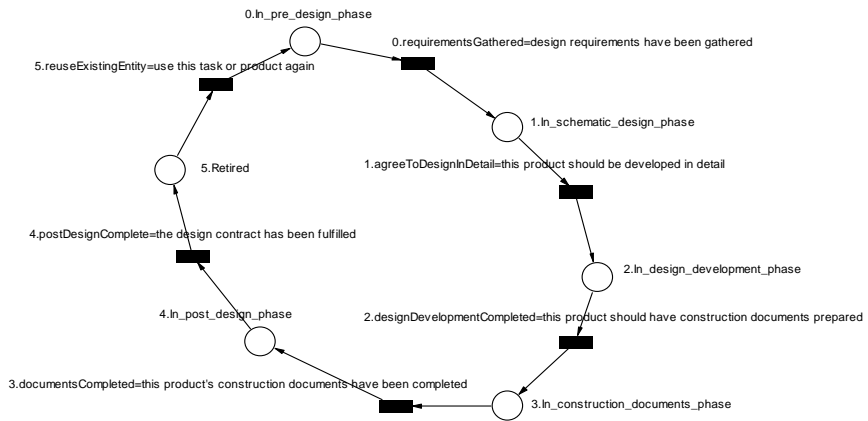 0.In_pre_design_phase
0.requirementsGathered=design requirements have been gathered
5.reuseExistingEntity=use this task or product again
1.In_schematic_design_phase
1.agreeToDesignInDetail=this product should be developed in detail
5.Retired
4.postDesignComplete=the design contract has been fulfilled
2.In_design_development_phase
4.In_post_design_phase
2.designDevelopmentCompleted=this product should have construction documents prepared
3.documentsCompleted=this product's construction documents have been completed
3.In_construction_documents_phase